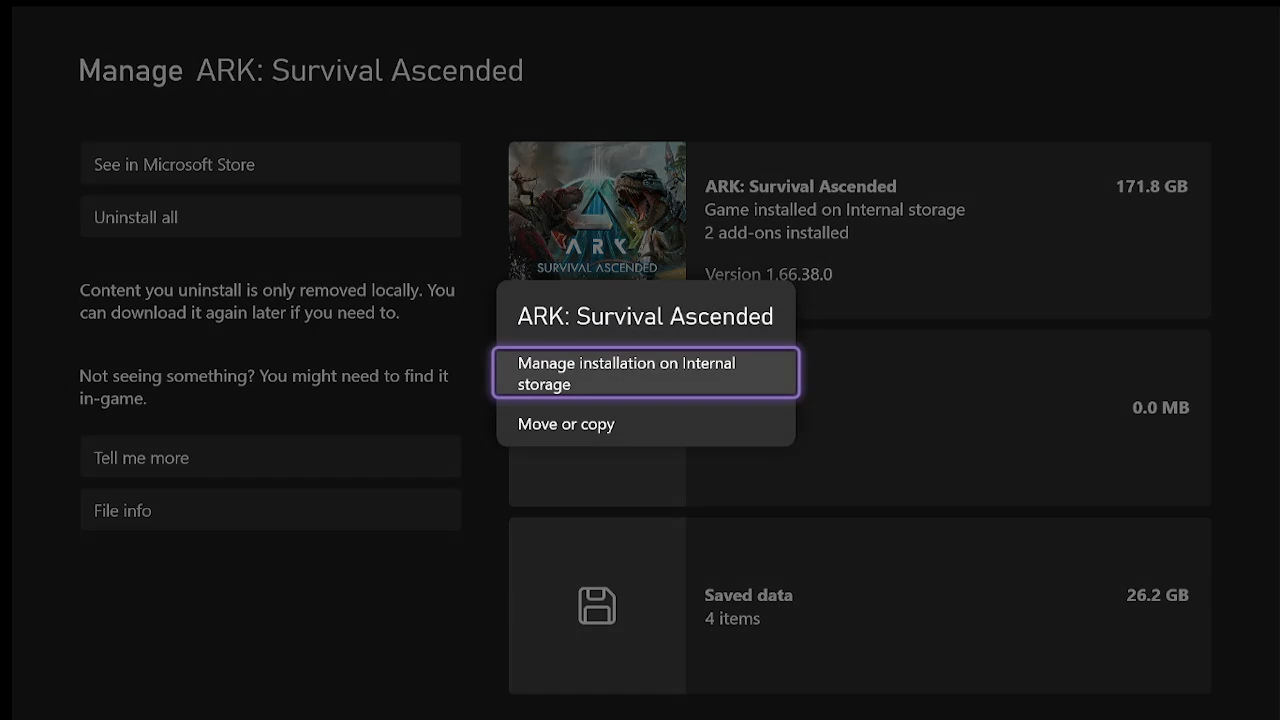 Manage ARK: Survival Ascended
See in Microsoft Store
Uninstall all
Content you uninstall is only removed locally. You
can download it again later if you need to.
Not seeing something? You might need to find it
in-game.
Tell me more
File info
ARK
SURVIVAL ASCENDED
ARK: Survival Ascended
171.8 GB
Game installed on Internal storage
2 add-ons installed
Version 1.66.38.0
ARK: Survival Ascended
Manage installation on Internal
storage
Move or copy
0.0 MB
Saved data
26.2 GB
4 items